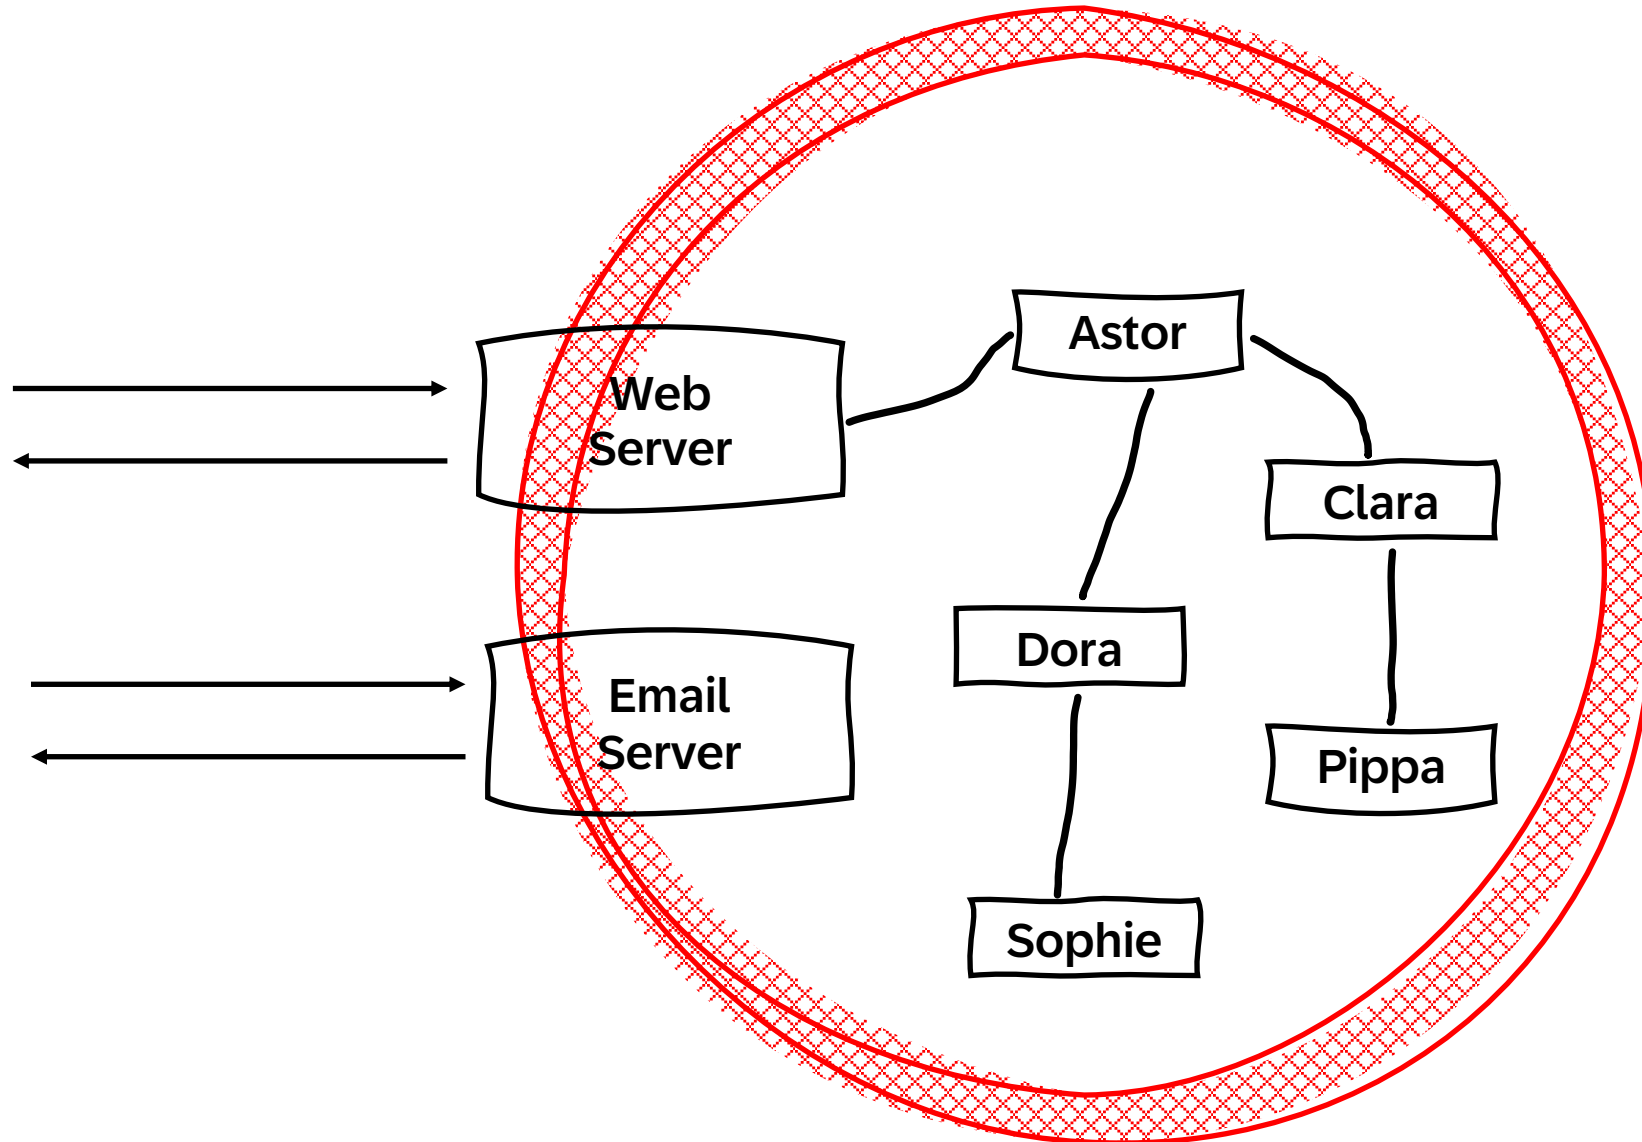 Astor
Web
Server
Clara
Dora
Email
Server
Pippa
Sophie